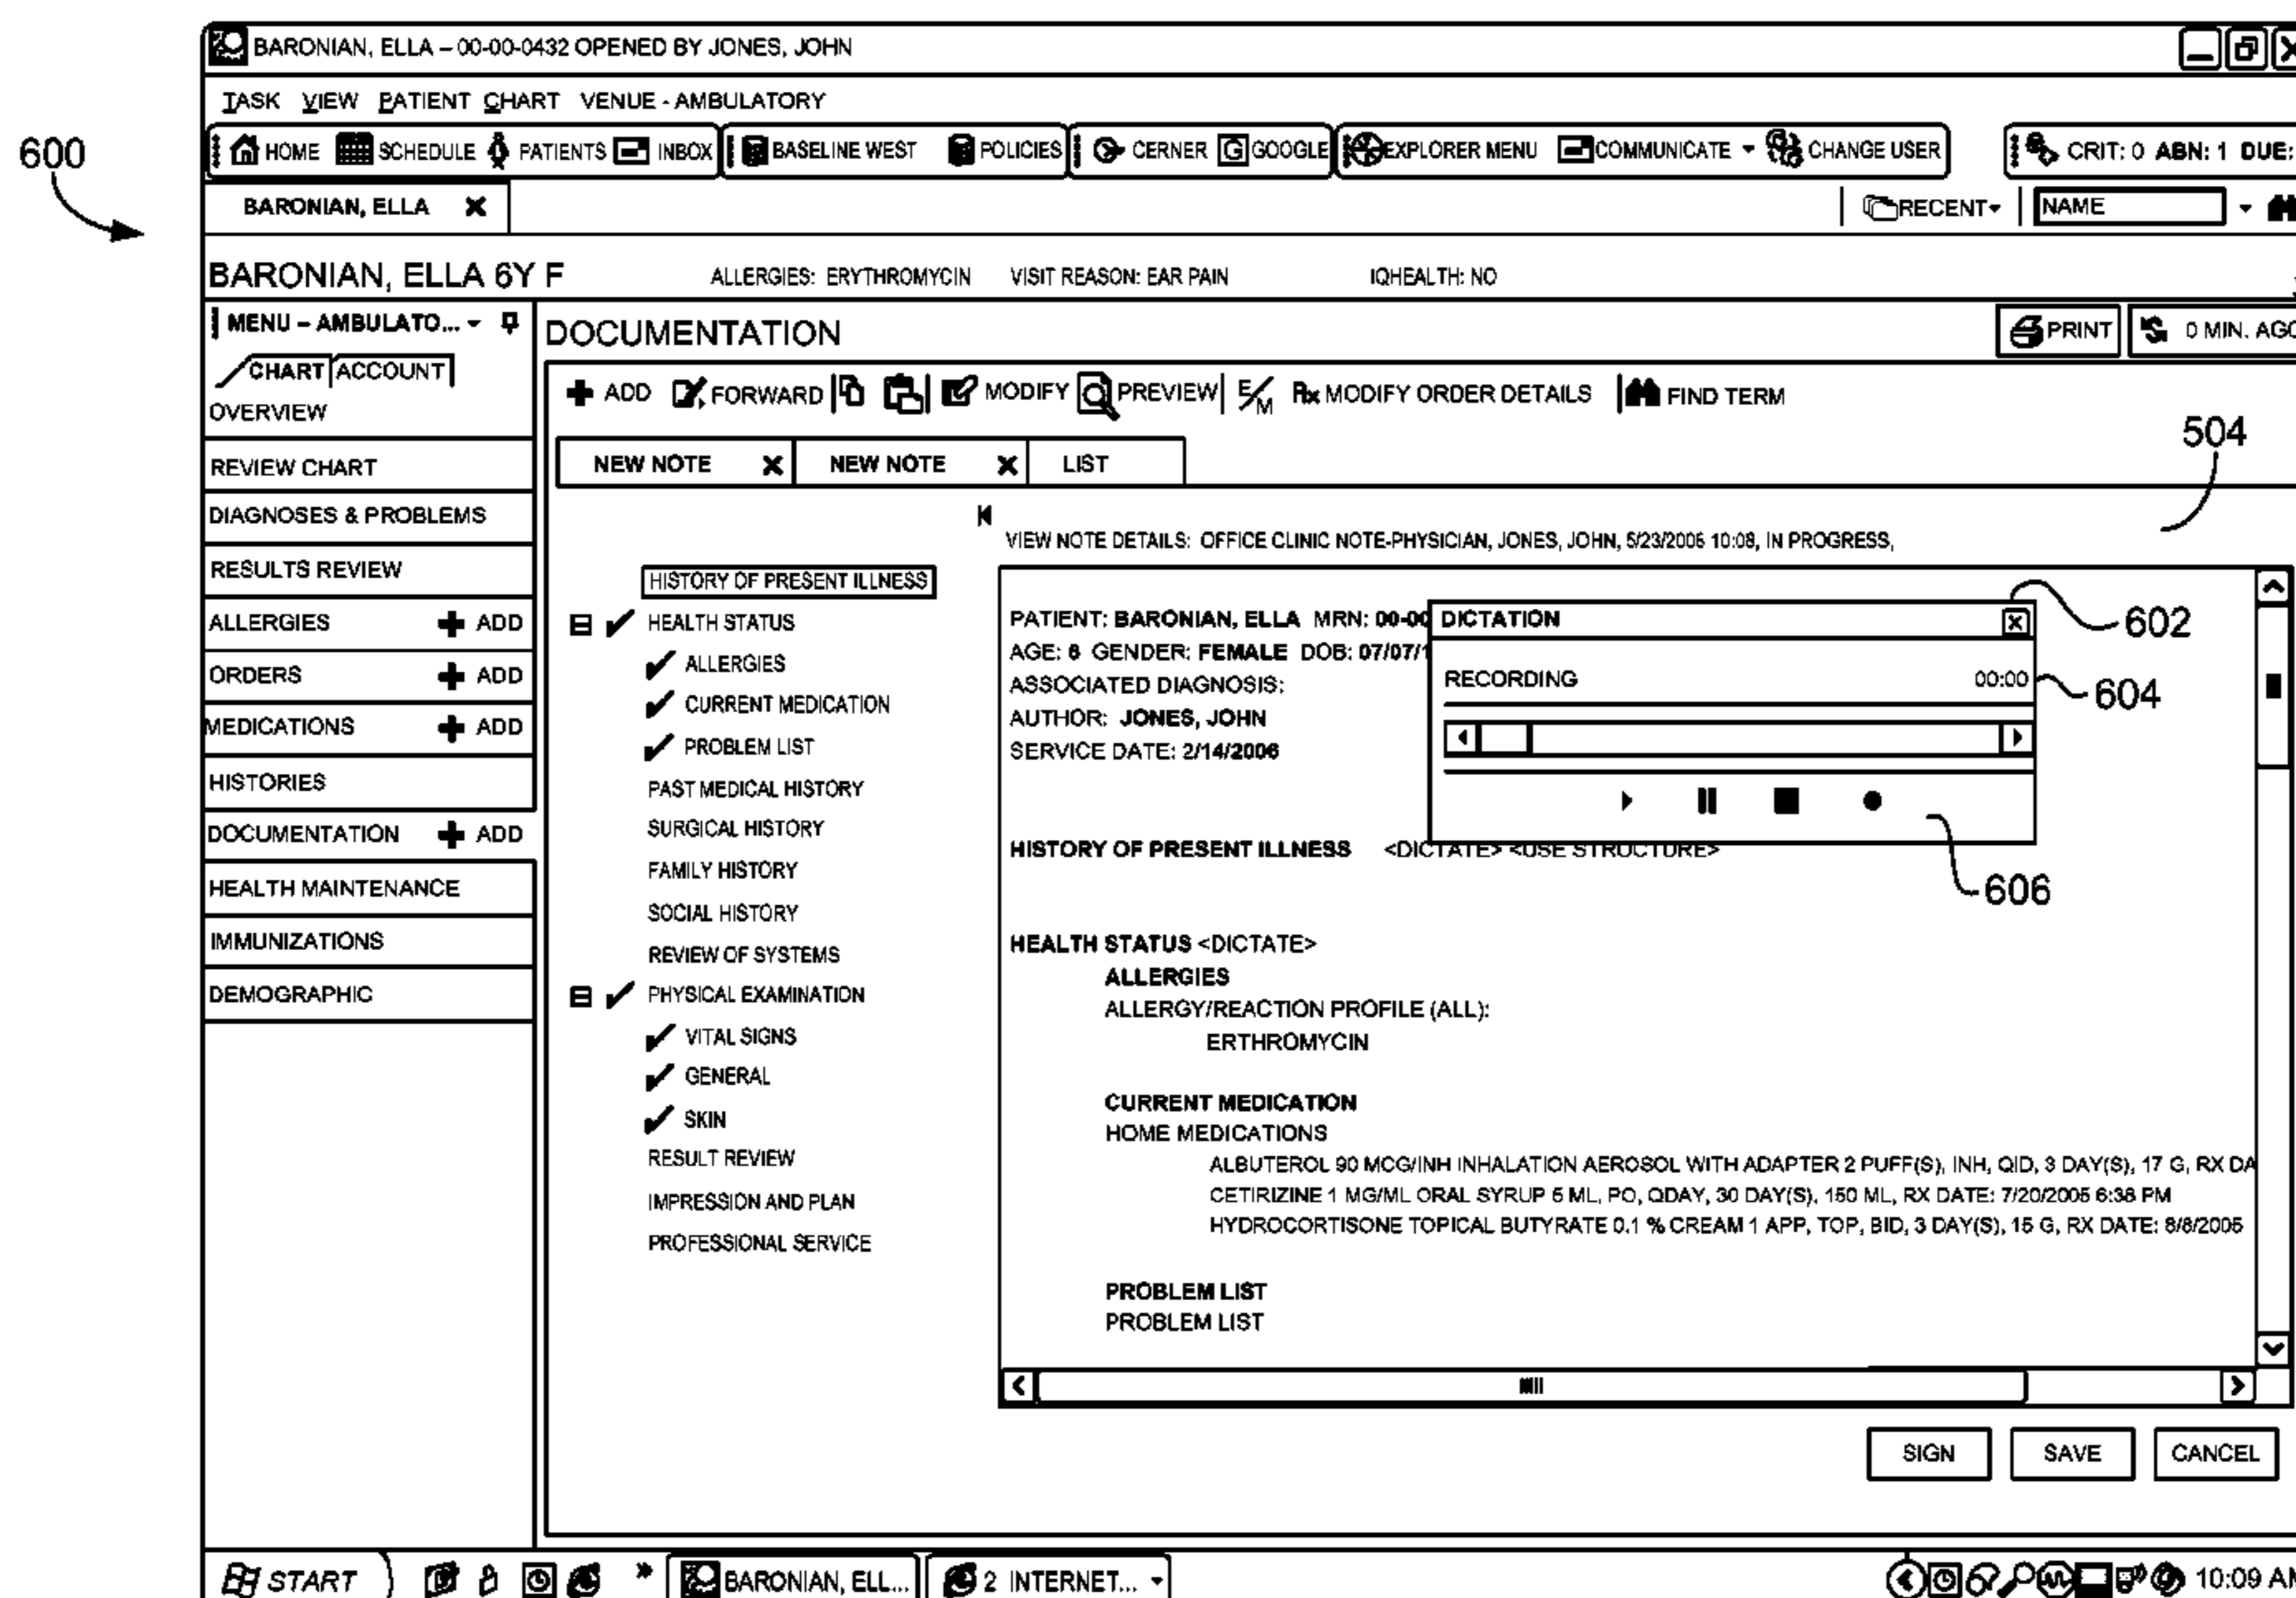 BARONIAN, ELLA – 00-00-0432 OPENED BY JONES, JOHN
TASK VIEW PATIENT CHART VENUE - AMBULATORY
600
HOME SCHEDULE PATIENTS INBOX BASELINE WEST POLICIES CERNER GOOGLE EXPLORER MENU COMMUNICATE CHANGE USER CRIT: 0 ABN: 1 DUE:
BARONIAN, ELLA RECENT NAME
BARONIAN, ELLA 6Y F ALLERGIES: ERYTHROMYCIN VISIT REASON: EAR PAIN IQHEALTH: NO
MENU – AMBULATO...
CHART ACCOUNT
OVERVIEW
REVIEW CHART
DIAGNOSES & PROBLEMS
RESULTS REVIEW
ALLERGIES + ADD
ORDERS + ADD
MEDICATIONS + ADD
HISTORIES
DOCUMENTATION + ADD
HEALTH MAINTENANCE
IMMUNIZATIONS
DEMOGRAPHIC
DOCUMENTATION PRINT 0 MIN. AGO
+ ADD FORWARD MODIFY PREVIEW E/M Rx MODIFY ORDER DETAILS FIND TERM
504
NEW NOTE NEW NOTE LIST
VIEW NOTE DETAILS: OFFICE CLINIC NOTE-PHYSICIAN, JONES, JOHN, 5/23/2006 10:08, IN PROGRESS,
HISTORY OF PRESENT ILLNESS
HEALTH STATUS
ALLERGIES
CURRENT MEDICATION
PROBLEM LIST
PAST MEDICAL HISTORY
SURGICAL HISTORY
FAMILY HISTORY
SOCIAL HISTORY
REVIEW OF SYSTEMS
PHYSICAL EXAMINATION
VITAL SIGNS
GENERAL
SKIN
RESULT REVIEW
IMPRESSION AND PLAN
PROFESSIONAL SERVICE
PATIENT: BARONIAN, ELLA MRN: 00-00
AGE: 6 GENDER: FEMALE DOB: 07/07/1
ASSOCIATED DIAGNOSIS:
AUTHOR: JONES, JOHN
SERVICE DATE: 2/14/2006
DICTATION
602
RECORDING 00:00
604
606
HISTORY OF PRESENT ILLNESS <DICTATE> <USE STRUCTURE>
HEALTH STATUS <DICTATE>
ALLERGIES
ALLERGY/REACTION PROFILE (ALL):
ERTHROMYCIN
CURRENT MEDICATION
HOME MEDICATIONS
ALBUTEROL 90 MCG/INH INHALATION AEROSOL WITH ADAPTER 2 PUFF(S), INH, QID, 3 DAY(S), 17 G, RX DA
CETIRIZINE 1 MG/ML ORAL SYRUP 5 ML, PO, QDAY, 30 DAY(S), 150 ML, RX DATE: 7/20/2005 6:38 PM
HYDROCORTISONE TOPICAL BUTYRATE 0.1 % CREAM 1 APP, TOP, BID, 3 DAY(S), 15 G, RX DATE: 8/8/2005
PROBLEM LIST
PROBLEM LIST
SIGN SAVE CANCEL
START BARONIAN, ELL... 2 INTERNET... 10:09 AM